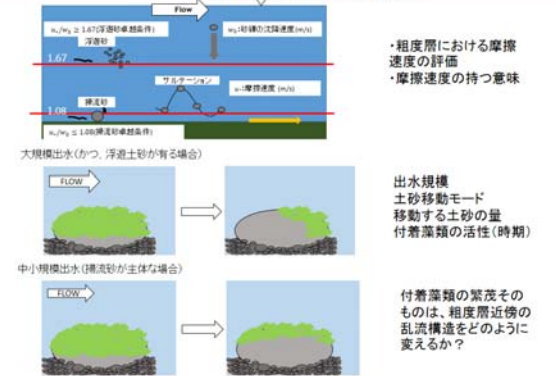 Flow
u*/w₀ ≥ 1.67(浮遊砂卓越条件)
浮遊砂
w₀:砂礫の沈降速度(m/s)
1.67
サルテーション
u*:摩擦速度 (m/s)
掃流砂
1.08
u*/w₀ ≤ 1.08(掃流砂卓越条件)
・粗度層における摩擦
速度の評価
・摩擦速度の持つ意味
大規模出水(かつ、浮遊土砂が有る場合)
FLOW
出水規模
土砂移動モード
移動する土砂の量
付着藻類の活性(時期)
中小規模出水(掃流砂が主体な場合)
FLOW
付着藻類の繁茂その
ものは、粗度層近傍の
乱流構造をどのように
変えるか?